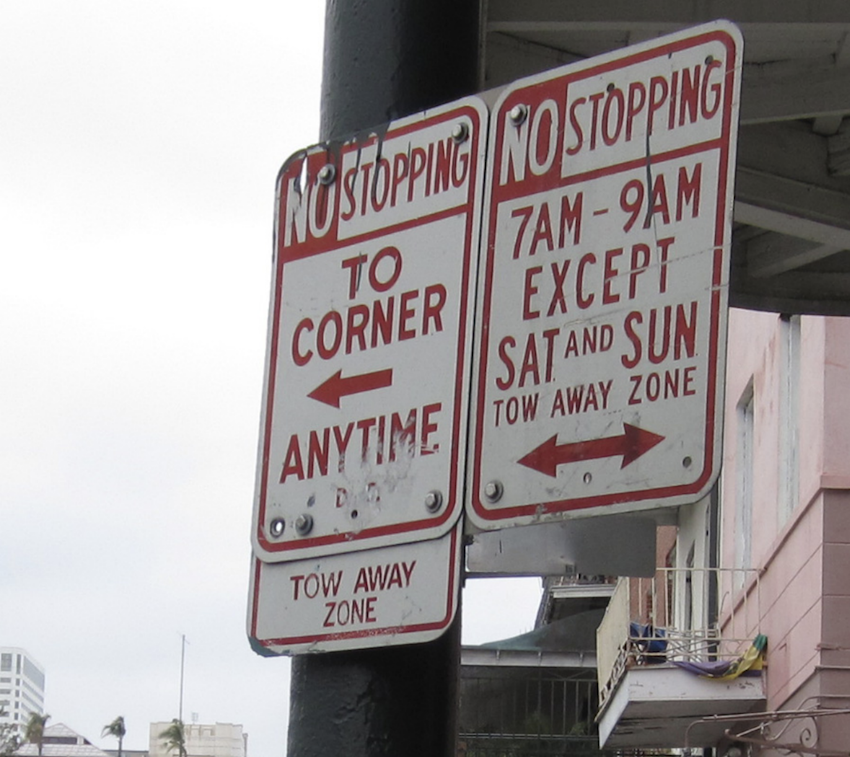 NO STOPPING
TO
CORNER
ANYTIME
TOW AWAY
ZONE
NO STOPPING
7AM - 9AM
EXCEPT
SAT AND SUN
TOW AWAY ZONE